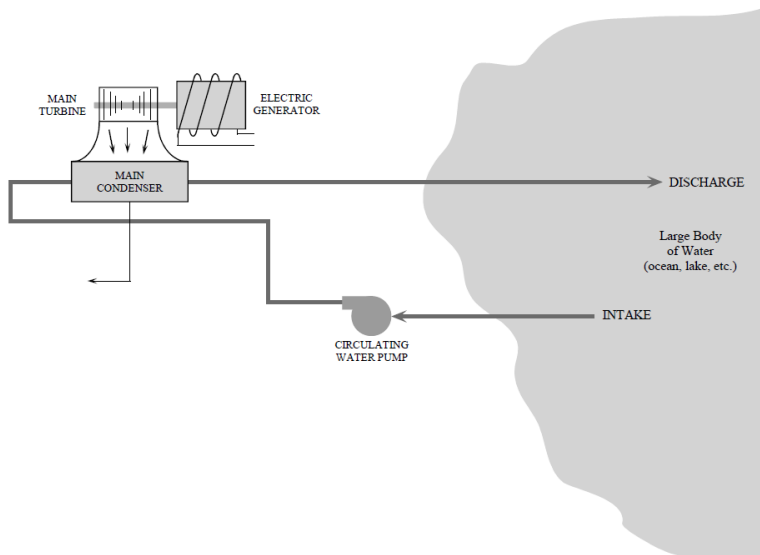 MAIN
TURBINE
ELECTRIC
GENERATOR
MAIN
CONDENSER
DISCHARGE
Large Body
of Water
(ocean, lake, etc.)
INTAKE
CIRCULATING
WATER PUMP